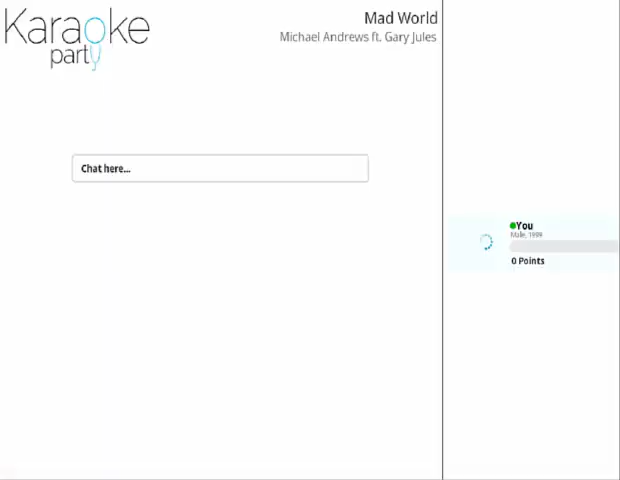 Karaoke
party
Mad World
Michael Andrews ft. Gary Jules
Chat here...
You
Male, 1999
0 Points